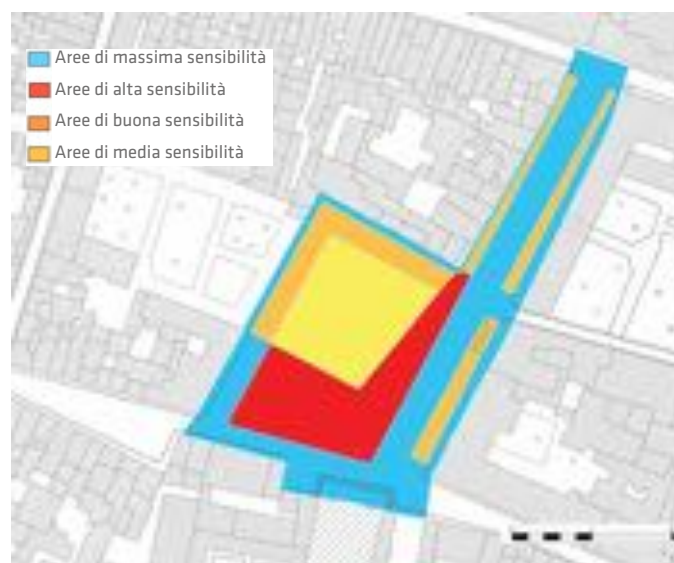 Aree di massima sensibilità
Aree di alta sensibilità
Aree di buona sensibilità
Aree di media sensibilità